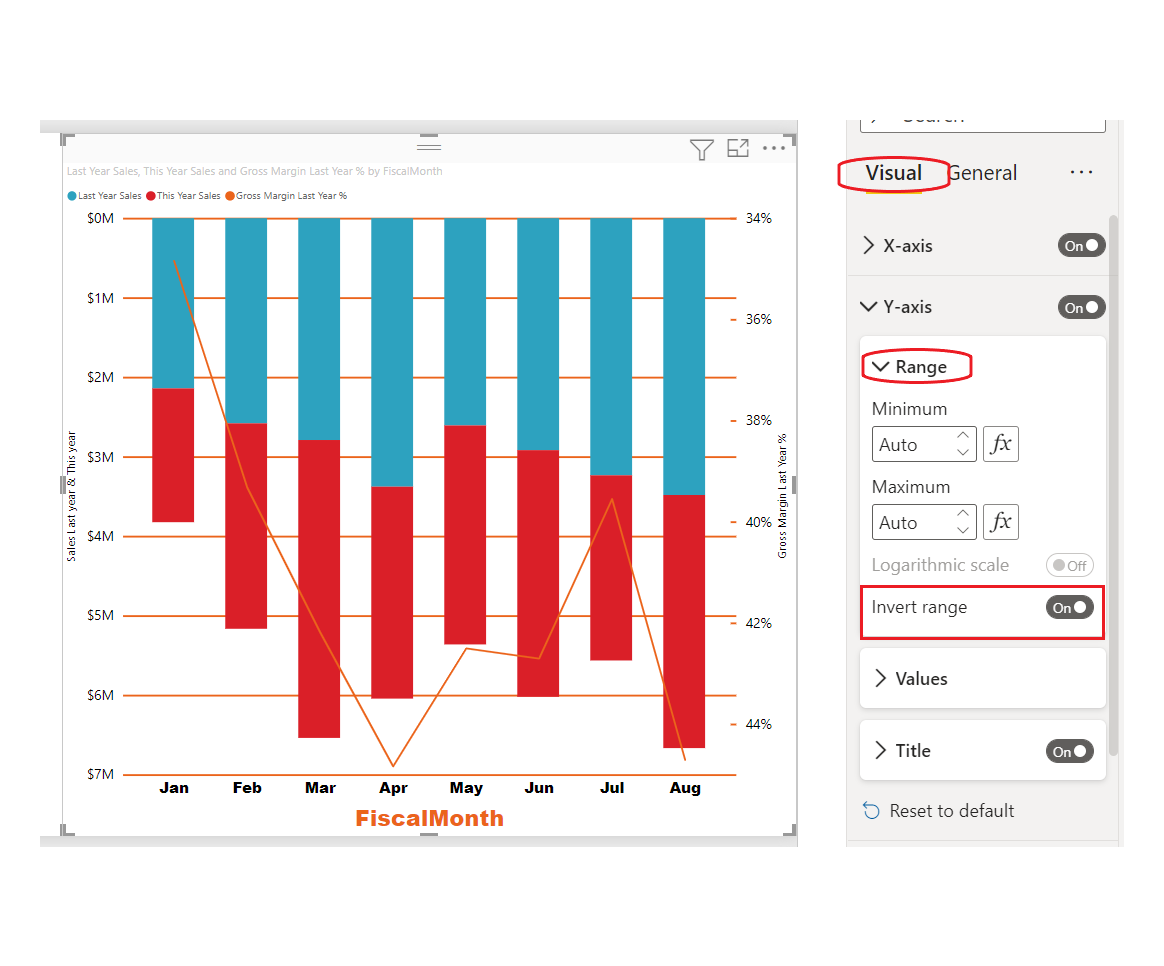 Last Year Sales, This Year Sales and Gross Margin Last Year % by FiscalMonth
Last Year Sales This Year Sales Gross Margin Last Year %
$0M
$1M
$2M
$3M
$4M
$5M
$6M
$7M
Sales Last year & This year
34%
36%
38%
40%
42%
44%
Gross Margin Last Year %
Jan Feb Mar Apr May Jun Jul Aug
FiscalMonth
Search
Visual General
X-axis On
Y-axis On
Range
Minimum
Auto fx
Maximum
Auto fx
Logarithmic scale Off
Invert range On
Values
Title On
Reset to default